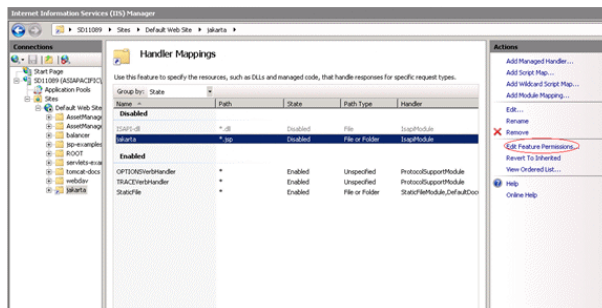 Internet Information Services (IIS) Manager
SD11089 Sites Default Web Site jakarta
Connections
Start Page
SD11089 (ASIAPACIFIC\
Application Pools
Sites
Default Web Site
AssetManag
AssetManag
balancer
jsp-examples
ROOT
servlets-exa
tomcat-docs
webdav
jakarta
Handler Mappings
Use this feature to specify the resources, such as DLLs and managed code, that handle responses for specific request types.
Group by: State
Name Path State Path Type Handler
Disabled
ISAPI-dll *.dll Disabled File IsapiModule
jakarta *.jsp Disabled File or Folder IsapiModule
Enabled
OPTIONSVerbHandler * Enabled Unspecified ProtocolSupportModule
TRACEVerbHandler * Enabled Unspecified ProtocolSupportModule
StaticFile * Enabled File or Folder StaticFileModule,DefaultDoc
Actions
Add Managed Handler...
Add Script Map...
Add Wildcard Script Map...
Add Module Mapping...
Edit...
Rename
Remove
Edit Feature Permissions...
Revert To Inherited
View Ordered List...
Help
Online Help